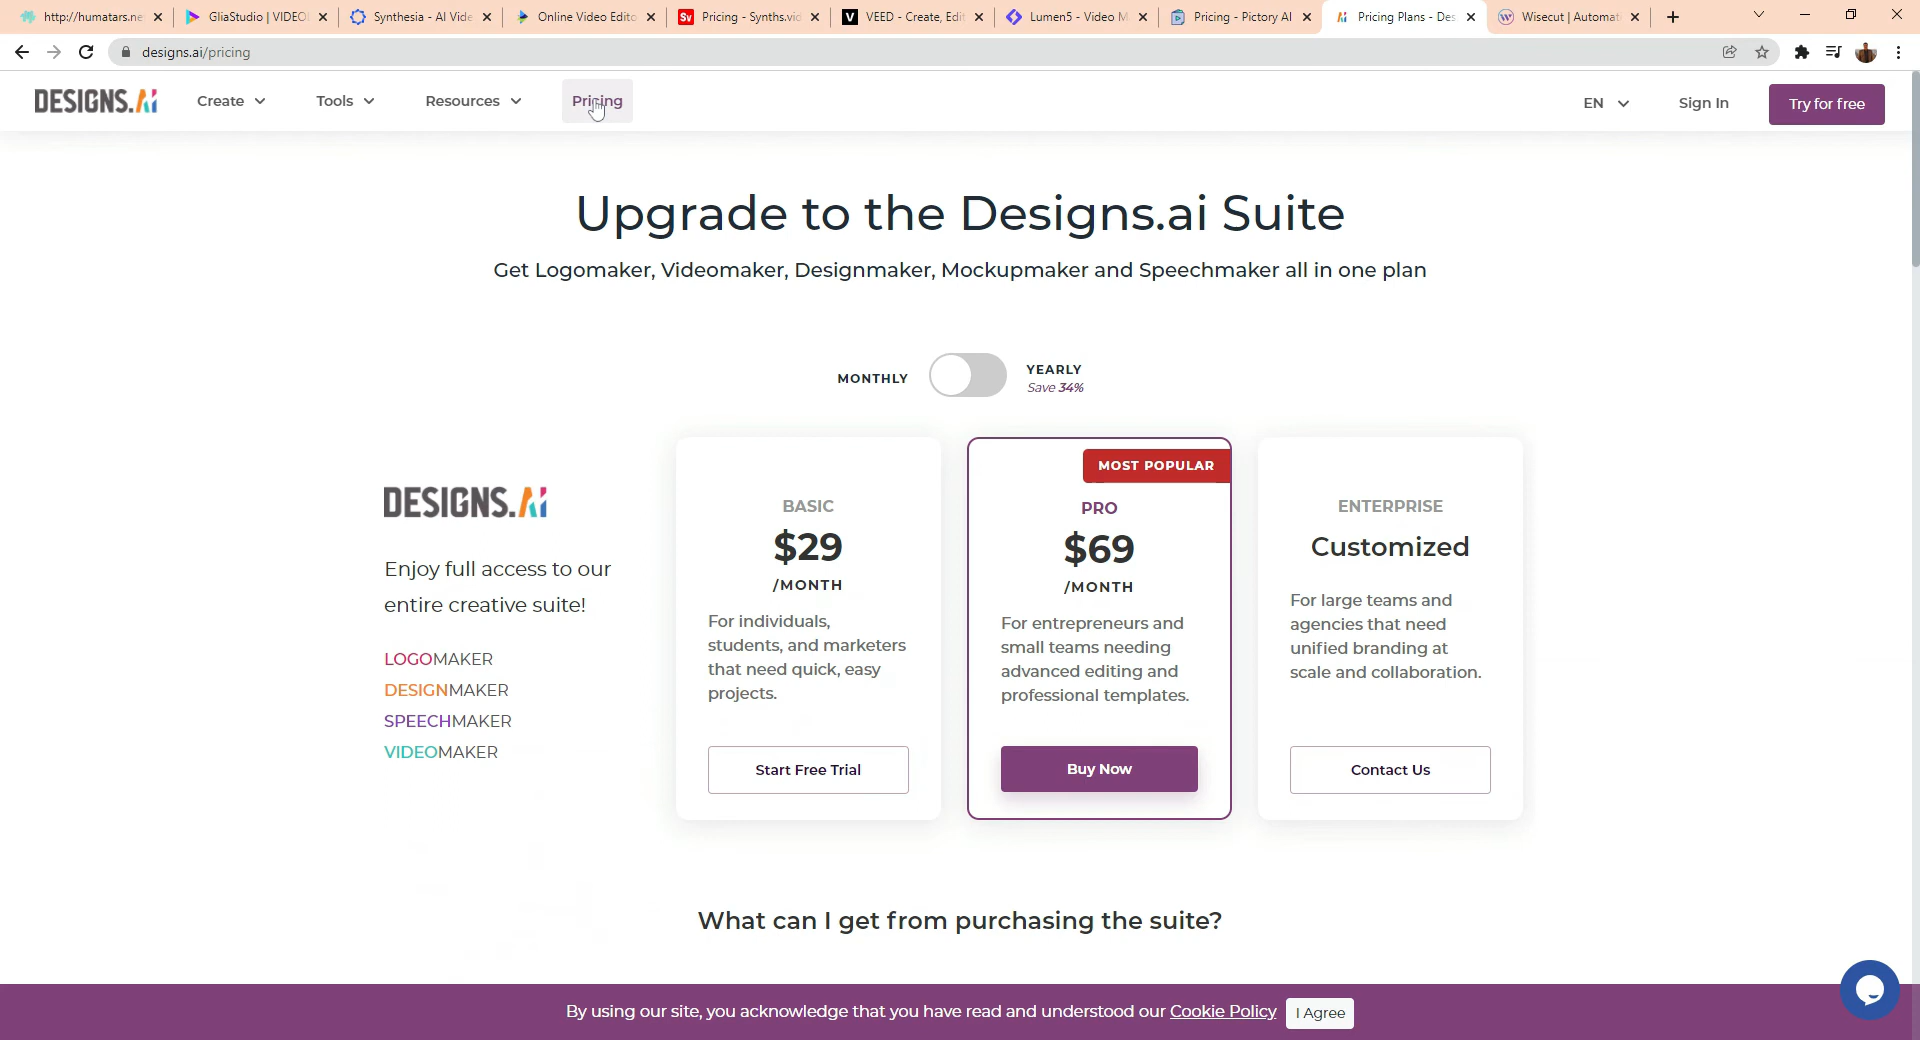 http://humatars.ne
GliaStudio | VIDEO
Synthesia - AI Vide
Online Video Edito
Sv
Pricing - Synths.vid
V
VEED - Create, Edit
Lumen5 - Video M
Pricing - Pictory AI
Ai
Pricing Plans - Des
Wisecut | Automati
designs.ai/pricing
DESIGNS.Ai
Create
Tools
Resources
Pricing
EN
Sign In
Try for free
Upgrade to the Designs.ai Suite
Get Logomaker, Videomaker, Designmaker, Mockupmaker and Speechmaker all in one plan
MONTHLY
YEARLY
Save 34%
DESIGNS.Ai
Enjoy full access to our
entire creative suite!
LOGOMAKER
DESIGNMAKER
SPEECHMAKER
VIDEOMAKER
BASIC
$29
/MONTH
For individuals,
students, and marketers
that need quick, easy
projects.
Start Free Trial
MOST POPULAR
PRO
$69
/MONTH
For entrepreneurs and
small teams needing
advanced editing and
professional templates.
Buy Now
ENTERPRISE
Customized
For large teams and
agencies that need
unified branding at
scale and collaboration.
Contact Us
What can I get from purchasing the suite?
By using our site, you acknowledge that you have read and understood our Cookie Policy
I Agree